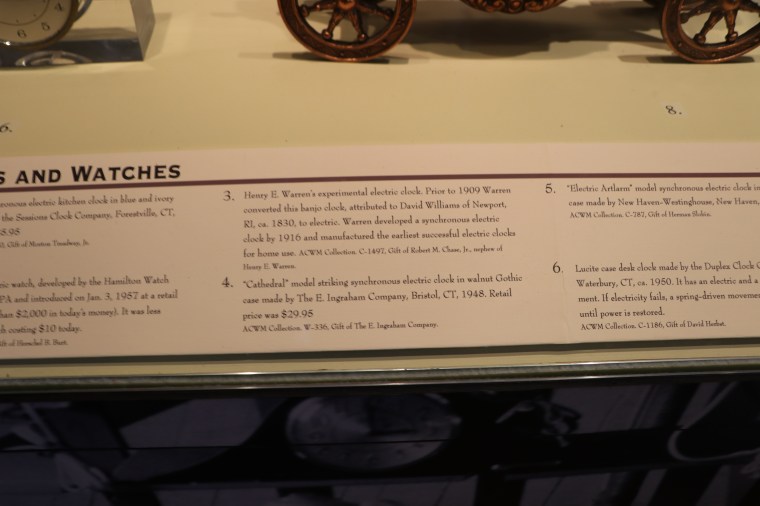 6.
8.
S AND WATCHES
ronous electric kitchen clock in blue and ivory
the Sessions Clock Company, Forestville, CT,
Gift of Morton Treadway, Jr.
ic watch, developed by the Hamilton Watch
PA and introduced on Jan. 3, 1957 at a retail
han $2,000 in today's money). It was less
costing $10 today.
3. Henry E. Warren's experimental electric clock. Prior to 1909 Warren
converted this banjo clock, attributed to David Williams of Newport,
RI, ca. 1830, to electric. Warren developed a synchronous electric
clock by 1916 and manufactured the earliest successful electric clocks
for home use. ACWM Collection. C-1497, Gift of Robert M. Chase, Jr., nephew of
Henry E. Warren.
4. "Cathedral" model striking synchronous electric clock in walnut Gothic
case made by The E. Ingraham Company, Bristol, CT, 1948. Retail
price was $29.95
ACWM Collection. W-336, Gift of The E. Ingraham Company.
5. "Electric Artlarm" model synchronous electric clock in
case made by New Haven-Westinghouse, New Haven,
ACWM Collection. C-787, Gift of
6. Lucite case desk clock made by the Duplex Clock
Waterbury, CT, ca. 1950. It has an electric and a
ment. If electricity fails, a spring-driven movement
until power is restored.
ACWM Collection. C-1186, Gift of David